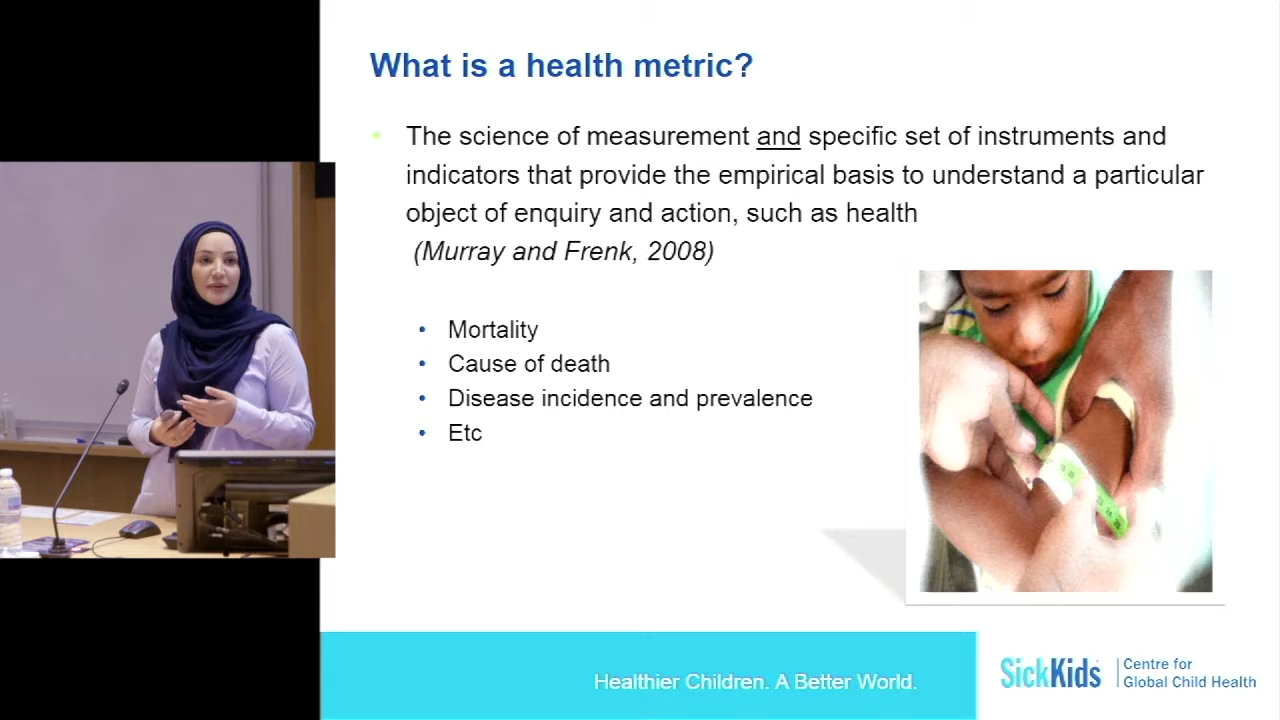 What is a health metric?
• The science of measurement and specific set of instruments and
indicators that provide the empirical basis to understand a particular
object of enquiry and action, such as health
(Murray and Frenk, 2008)
• Mortality
• Cause of death
• Disease incidence and prevalence
• Etc
Healthier Children. A Better World.
SickKids
Centre for
Global Child Health